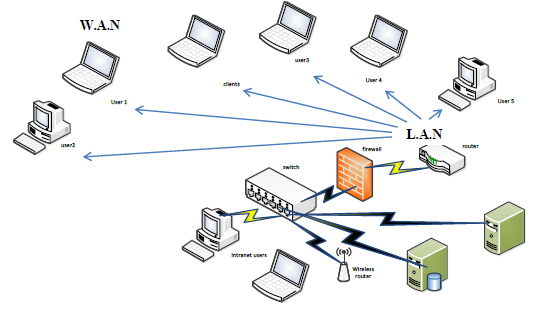 W.A.N
user3
User 4
clients
User 1
User 5
user2
L.A.N
router
firewall
switch
Intranet users
Wireless
router